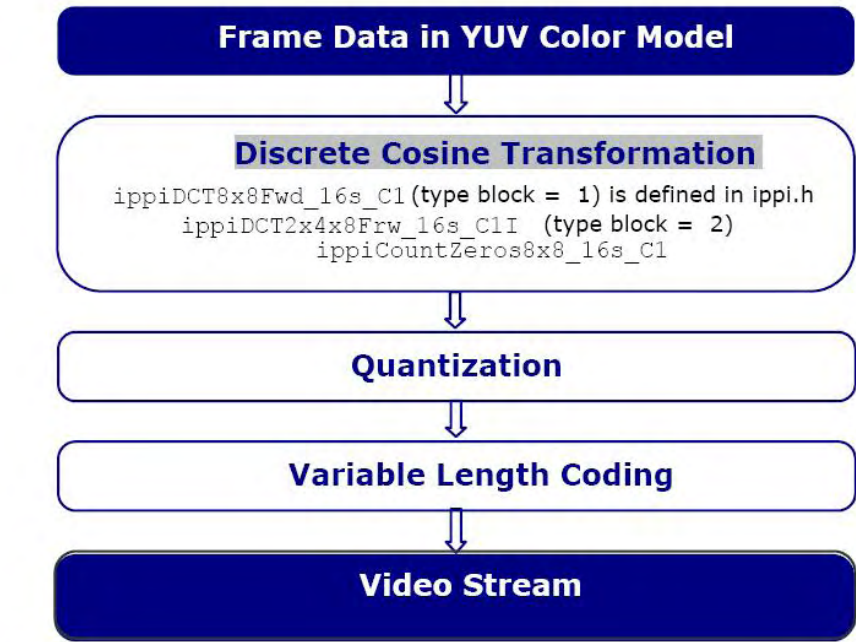 Frame Data in YUV Color Model
Discrete Cosine Transformation
ippiDCT8x8Fwd_16s_C1 (type block = 1) is defined in ippi.h
ippiDCT2x4x8Frw_16s_C1I (type block = 2)
ippiCountZeros8x8_16s_C1
Quantization
Variable Length Coding
Video Stream